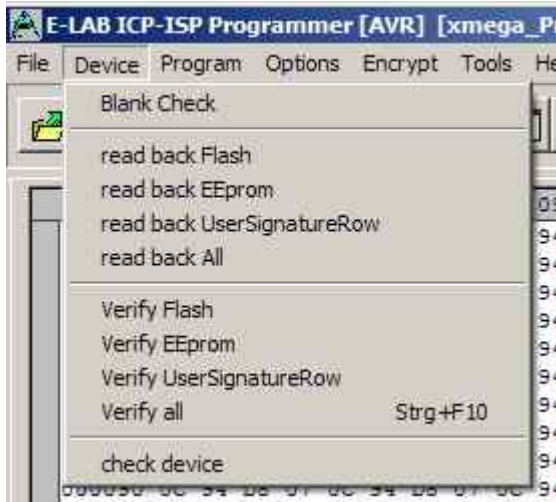 E-LAB ICP-ISP Programmer [AVR] [xmega_P
File Device Program Options Encrypt Tools He
Blank Check
read back Flash
read back EEprom
read back UserSignatureRow
read back All
Verify Flash
Verify EEprom
Verify UserSignatureRow
Verify all Strg+F10
check device